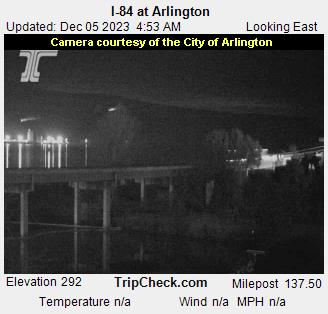 I-84 at Arlington
Updated: Dec 05 2023 4:53 AM Looking East
Camera courtesy of the City of Arlington
Elevation 292 TripCheck.com Milepost 137.50
Temperature n/a Wind n/a MPH n/a